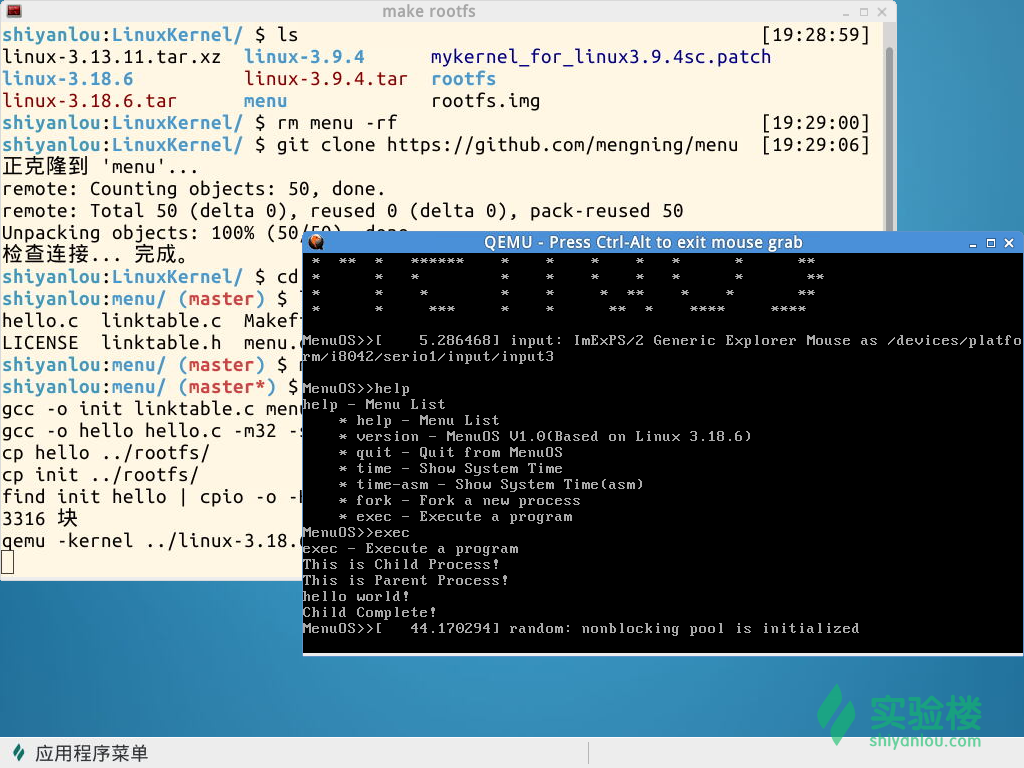 make rootfs
shiyanlou:LinuxKernel/ $ ls [19:28:59]
linux-3.13.11.tar.xz linux-3.9.4 mykernel_for_linux3.9.4sc.patch
linux-3.18.6 linux-3.9.4.tar rootfs
linux-3.18.6.tar menu rootfs.img
shiyanlou:LinuxKernel/ $ rm menu -rf [19:29:00]
shiyanlou:LinuxKernel/ $ git clone https://github.com/mengning/menu [19:29:06]
正克隆到 'menu'...
remote: Counting objects: 50, done.
remote: Total 50 (delta 0), reused 0 (delta 0), pack-reused 50
Unpacking objects: 100% (50/50), done.
检查连接... 完成。
shiyanlou:LinuxKernel/ $ cd
shiyanlou:menu/ (master) $
hello.c linktable.c Makef
LICENSE linktable.h menu.
shiyanlou:menu/ (master) $
shiyanlou:menu/ (master*) $
gcc -o init linktable.c menu
gcc -o hello hello.c -m32 -s
cp hello ../rootfs/
cp init ../rootfs/
find init hello | cpio -o -H
3316 块
qemu -kernel ../linux-3.18.6
QEMU - Press Ctrl-Alt to exit mouse grab
MenuOS>>[ 5.286468] input: ImExPS/2 Generic Explorer Mouse as /devices/platfo
rm/i8042/serio1/input/input3
MenuOS>>help
help - Menu List
* help - Menu List
* version - MenuOS V1.0(Based on Linux 3.18.6)
* quit - Quit from MenuOS
* time - Show System Time
* time-asm - Show System Time(asm)
* fork - Fork a new process
* exec - Execute a program
MenuOS>>exec
exec - Execute a program
This is Child Process!
This is Parent Process!
hello world!
Child Complete!
MenuOS>>[ 44.170294] random: nonblocking pool is initialized
实验楼
shiyanlou.com
应用程序菜单